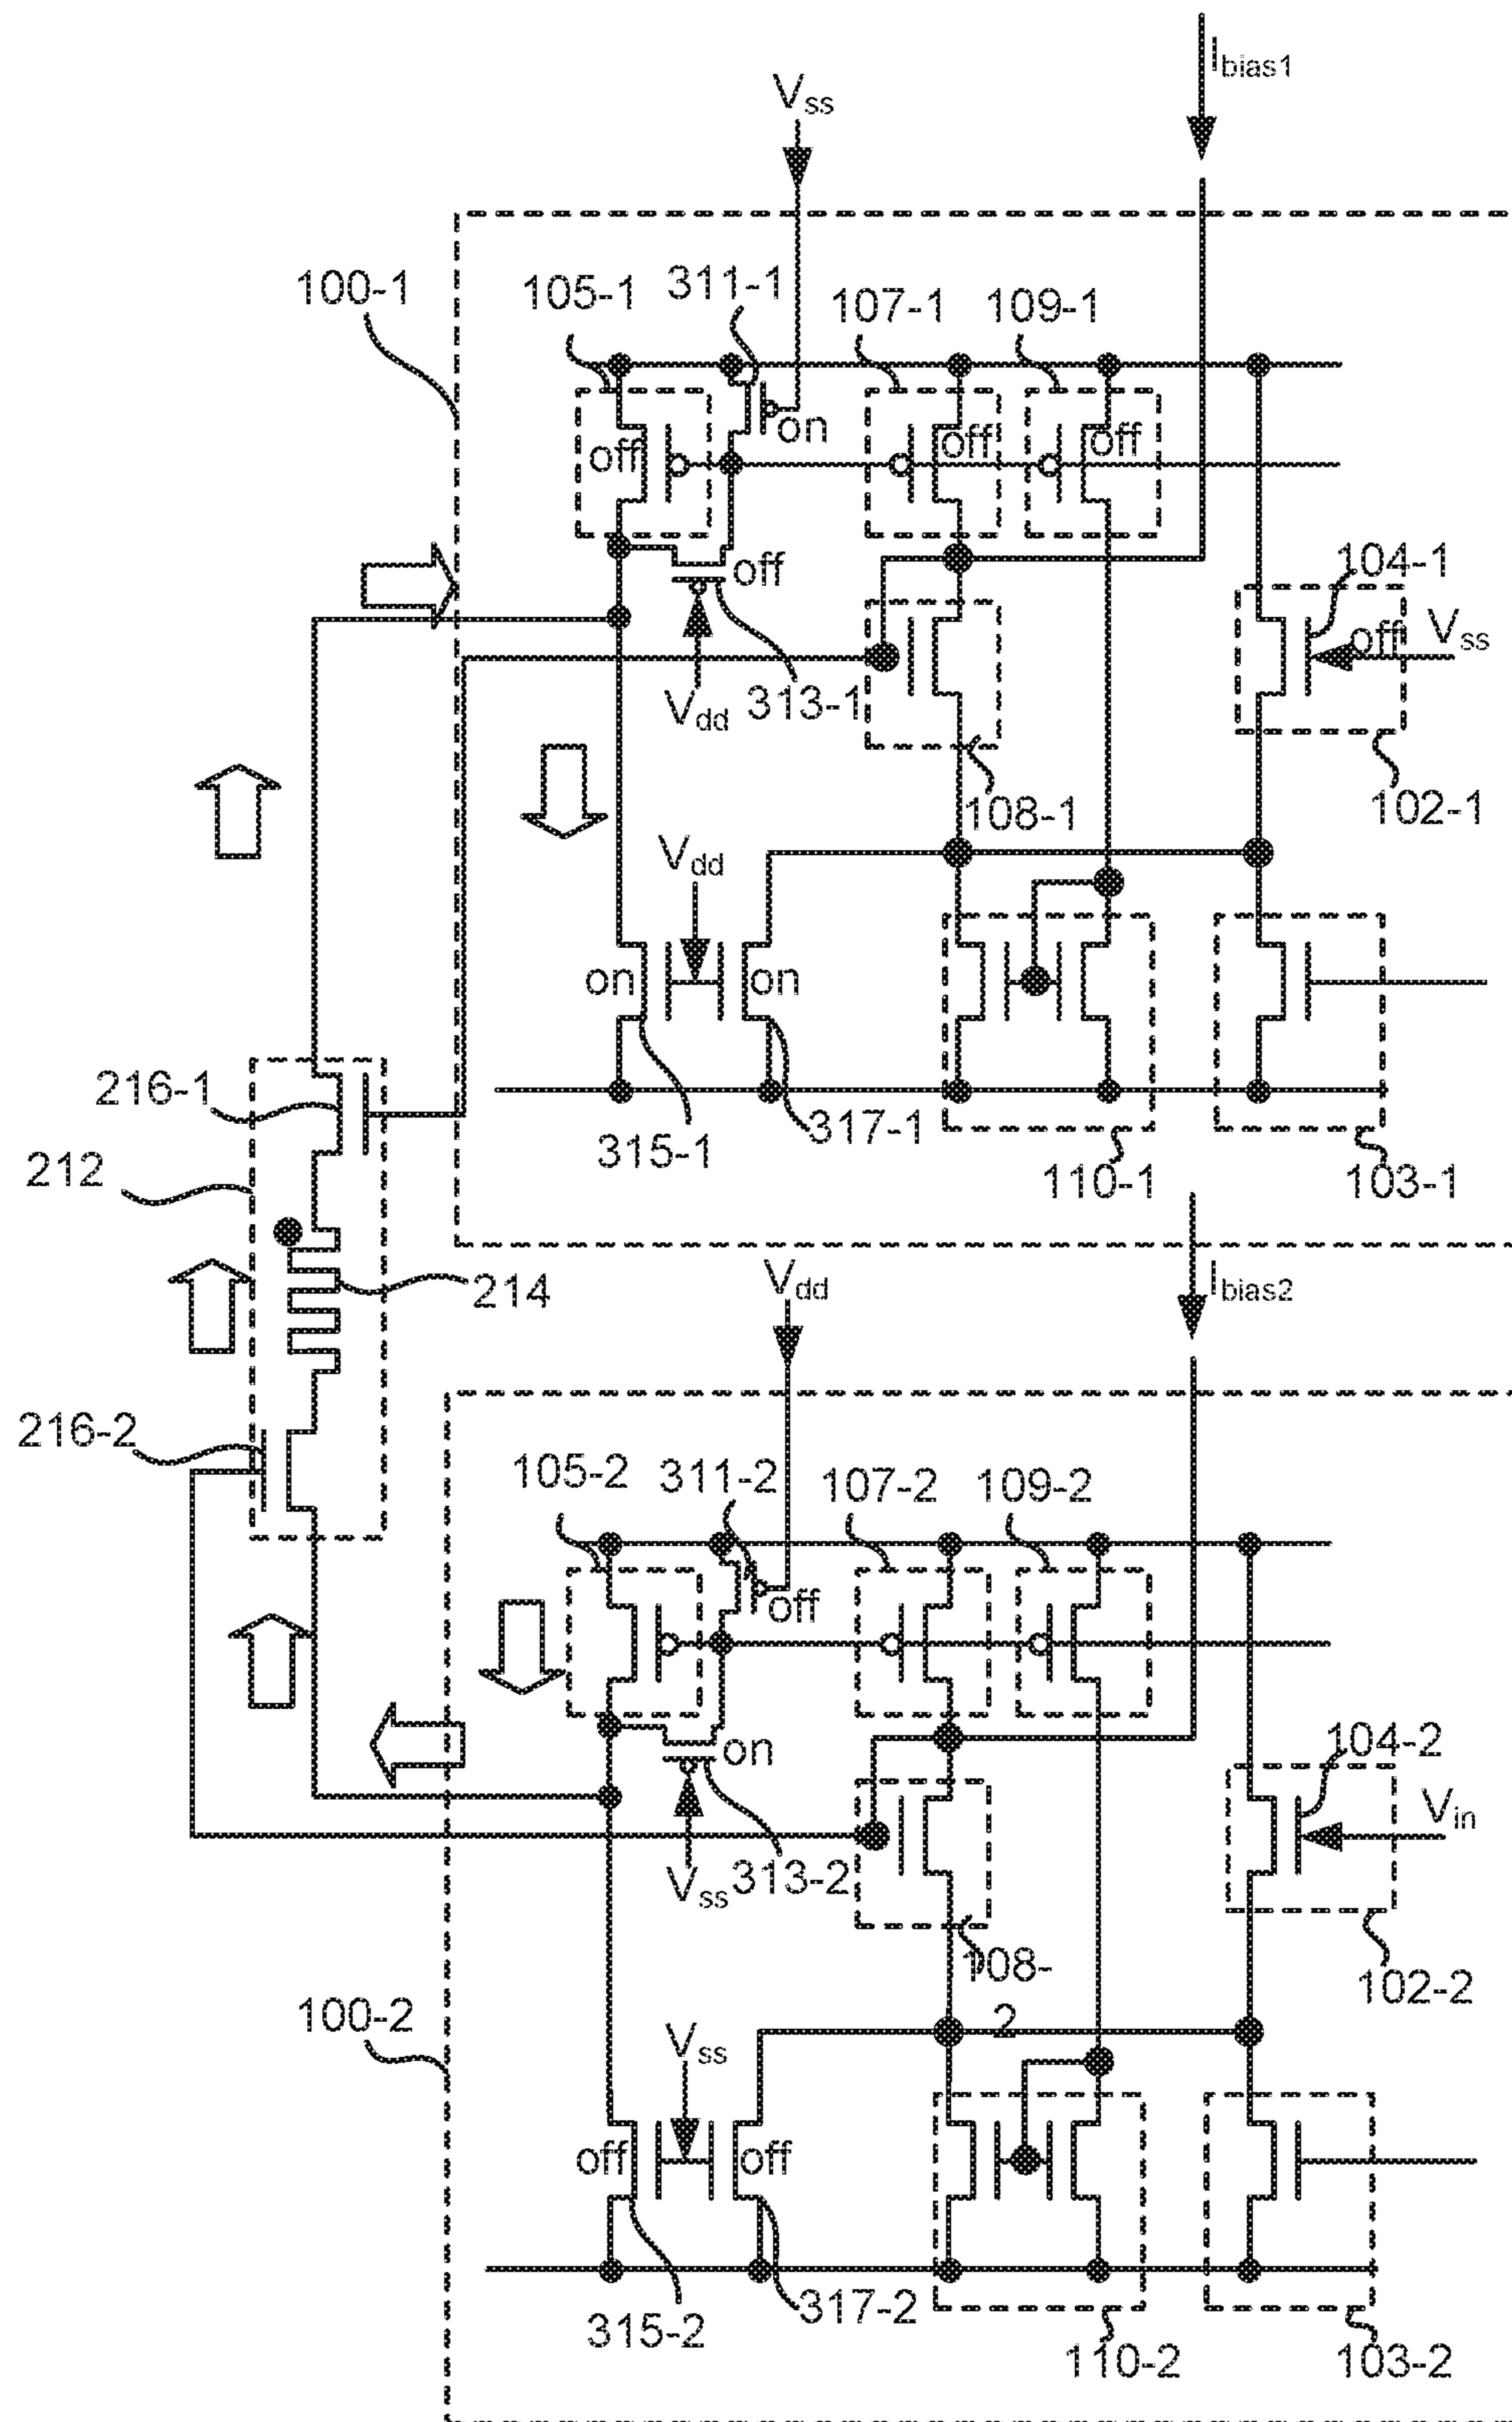 Ibias1
Vss
100-1
105-1
311-1
107-1
109-1
on
off
off
off
off
104-1
off
Vss
Vdd
313-1
108-1
102-1
Vdd
on
on
216-1
315-1
317-1
212
110-1
103-1
214
Vdd
Ibias2
216-2
105-2
311-2
107-2
109-2
off
on
104-2
Vin
Vss
313-2
108-
2
102-2
100-2
Vss
off
off
315-2
317-2
110-2
103-2